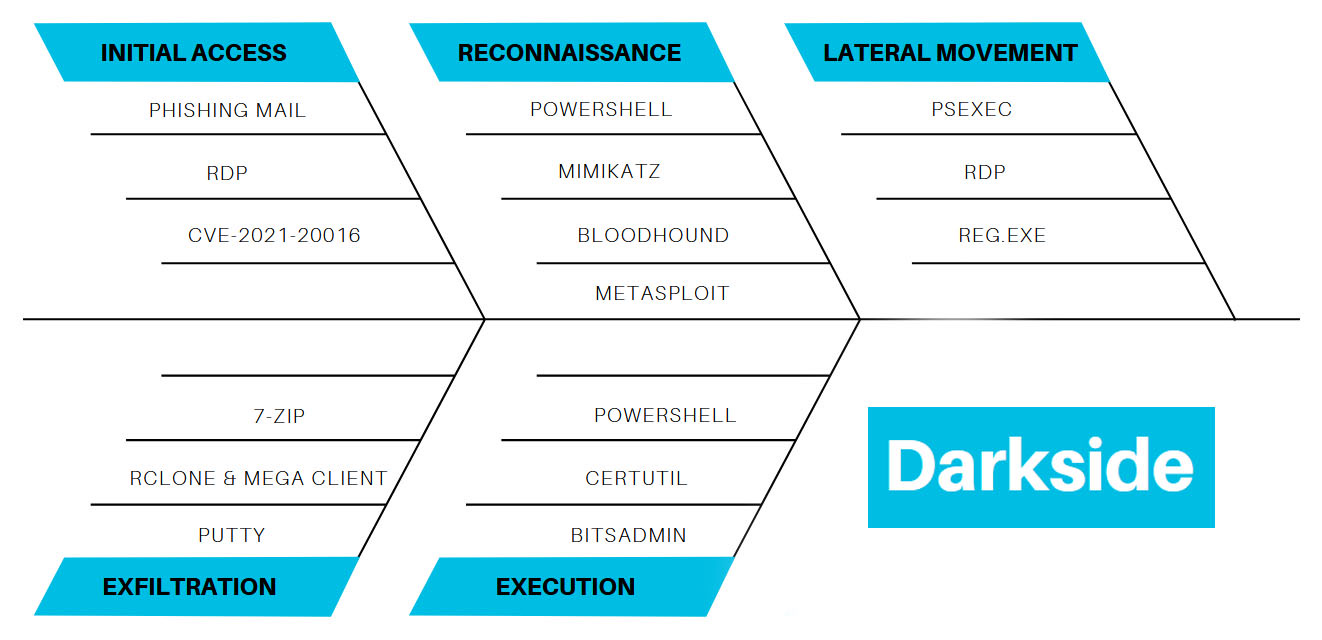 INITIAL ACCESS
PHISHING MAIL
RDP
CVE-2021-20016
RECONNAISSANCE
POWERSHELL
MIMIKATZ
BLOODHOUND
METASPLOIT
LATERAL MOVEMENT
PSEXEC
RDP
REG.EXE
7-ZIP
RCLONE & MEGA CLIENT
PUTTY
EXFILTRATION
POWERSHELL
CERTUTIL
BITSADMIN
EXECUTION
Darkside